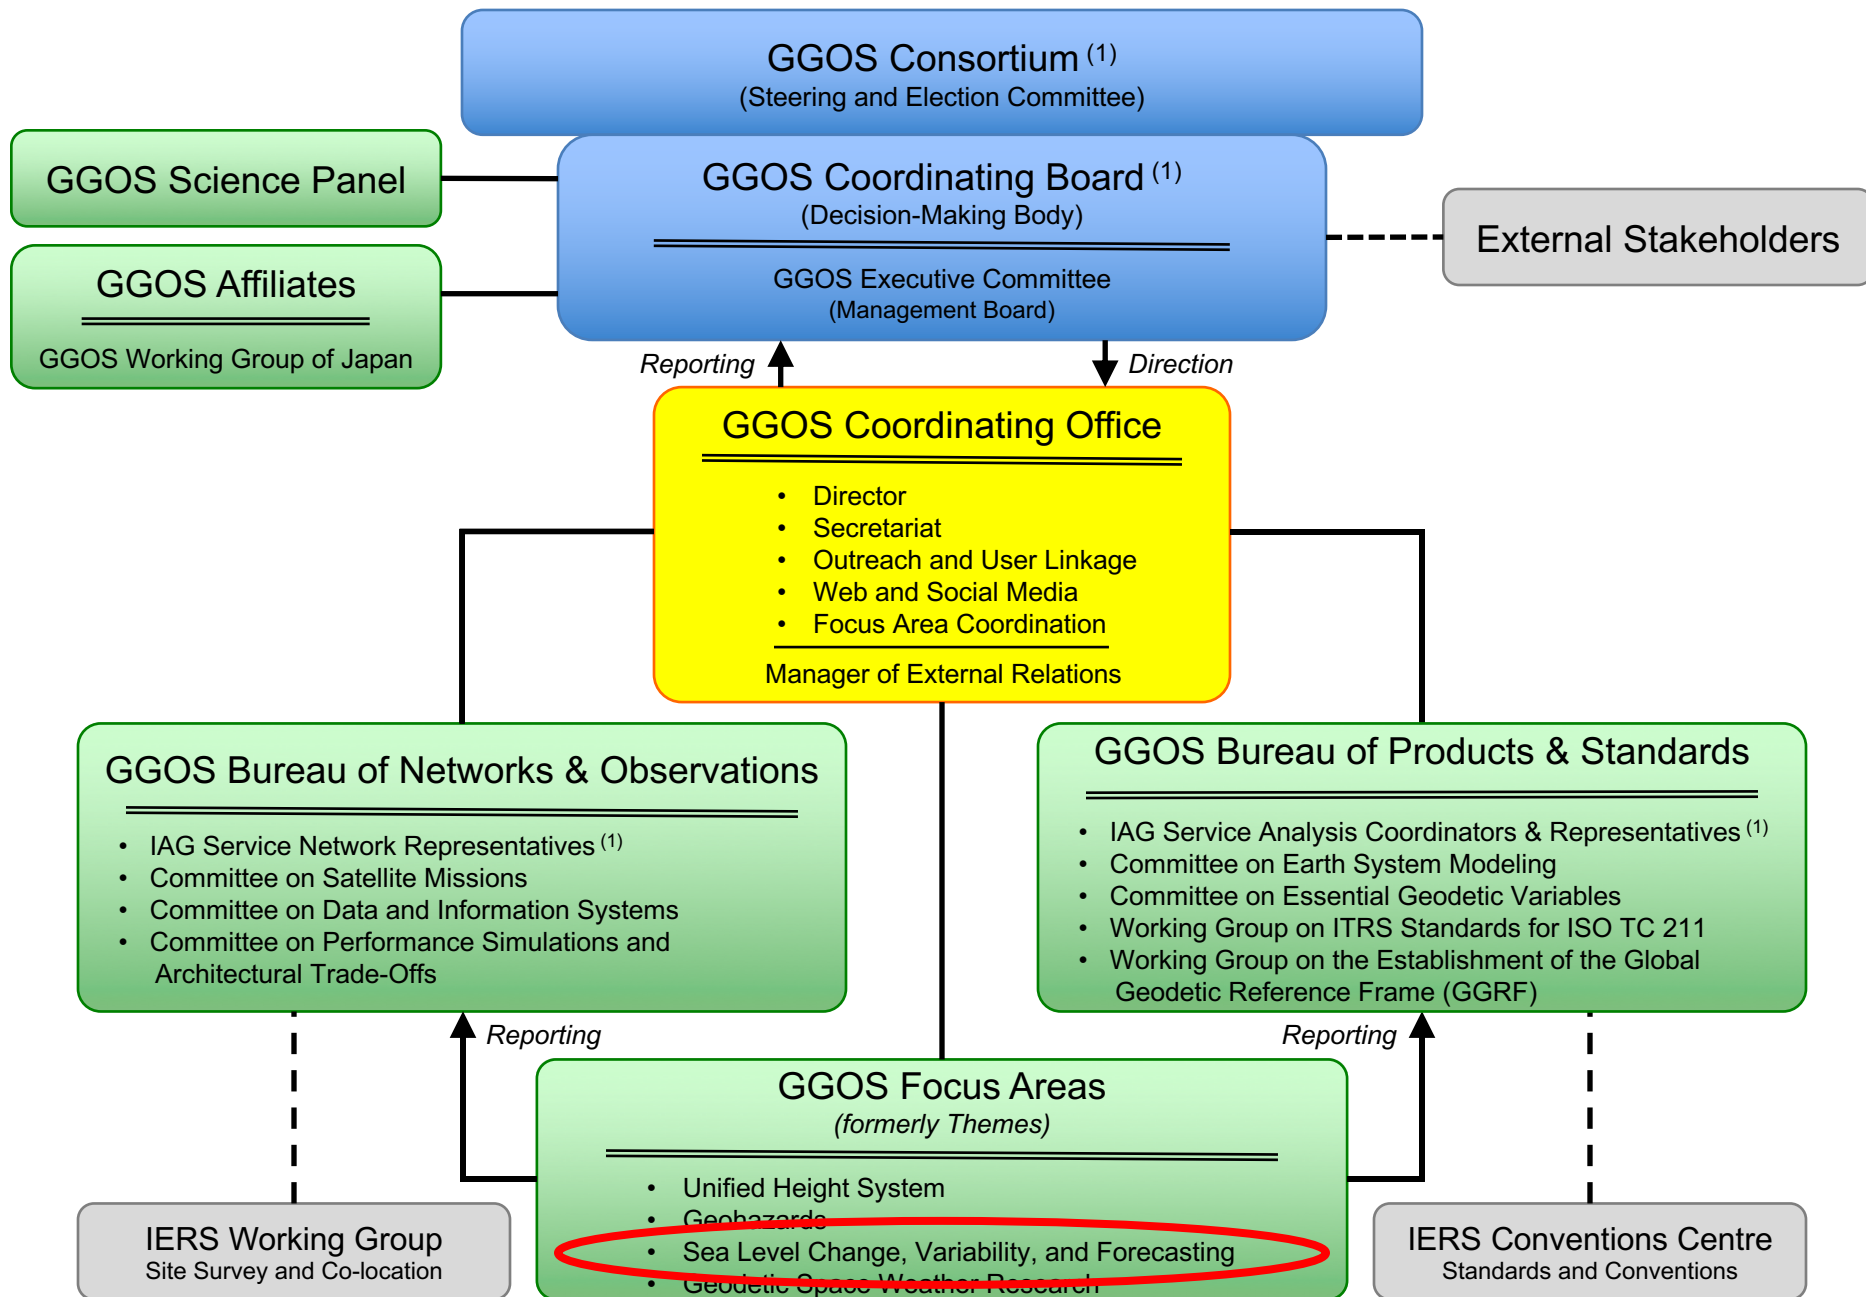 GGOS Consortium (1)
(Steering and Election Committee)
GGOS Science Panel
GGOS Coordinating Board (1)
(Decision-Making Body)
GGOS Executive Committee
(Management Board)
External Stakeholders
GGOS Affiliates
GGOS Working Group of Japan
Reporting
Direction
GGOS Coordinating Office
• Director
• Secretariat
• Outreach and User Linkage
• Web and Social Media
• Focus Area Coordination
Manager of External Relations
GGOS Bureau of Networks & Observations
• IAG Service Network Representatives (1)
• Committee on Satellite Missions
• Committee on Data and Information Systems
• Committee on Performance Simulations and
Architectural Trade-Offs
GGOS Bureau of Products & Standards
• IAG Service Analysis Coordinators & Representatives (1)
• Committee on Earth System Modeling
• Committee on Essential Geodetic Variables
• Working Group on ITRS Standards for ISO TC 211
• Working Group on the Establishment of the Global
Geodetic Reference Frame (GGRF)
Reporting
Reporting
GGOS Focus Areas
(formerly Themes)
• Unified Height System
• Geohazards
• Sea Level Change, Variability, and Forecasting
• Geodetic Space Weather Research
IERS Working Group
Site Survey and Co-location
IERS Conventions Centre
Standards and Conventions